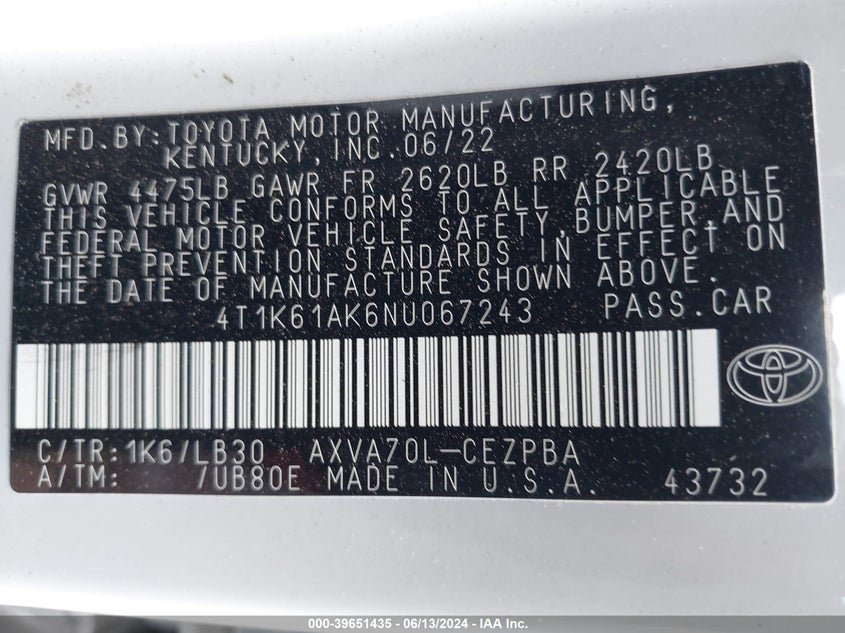 MFD. BY: TOYOTA MOTOR MANUFACTURING,
KENTUCKY, INC. 06/22
GVWR 4475LB GAWR FR 2620LB RR 2420LB
THIS VEHICLE CONFORMS TO ALL APPLICABLE
FEDERAL MOTOR VEHICLE SAFETY, BUMPER, AND
THEFT PREVENTION STANDARDS IN EFFECT ON
THE DATE OF MANUFACTURE SHOWN ABOVE.
4T1K61AK6NU067243 PASS. CAR
C/TR: 1K6/LB30 AXVA70L-CEZPBA
A/TM: /UB80E MADE IN U.S.A. 43732
000-39651435 - 06/13/2024 - IAA Inc.